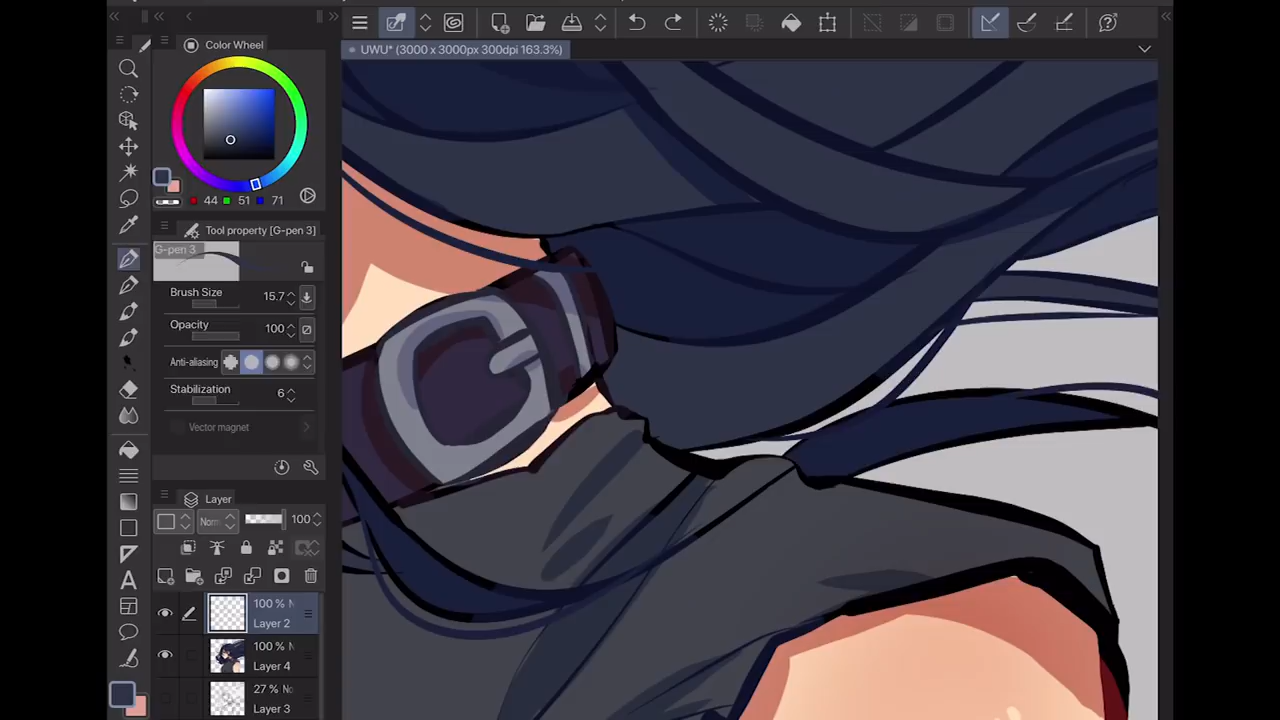 Color Wheel
UWU* (3000 x 3000px 300dpi 163.3%)
44 51 71
Tool property [G-pen 3]
G-pen 3
Brush Size 15.7
Opacity 100
Anti-aliasing
Stabilization 6
Vector magnet
Layer
Norm 100
100 % N
Layer 2
100 % N
Layer 4
27 % No
Layer 3